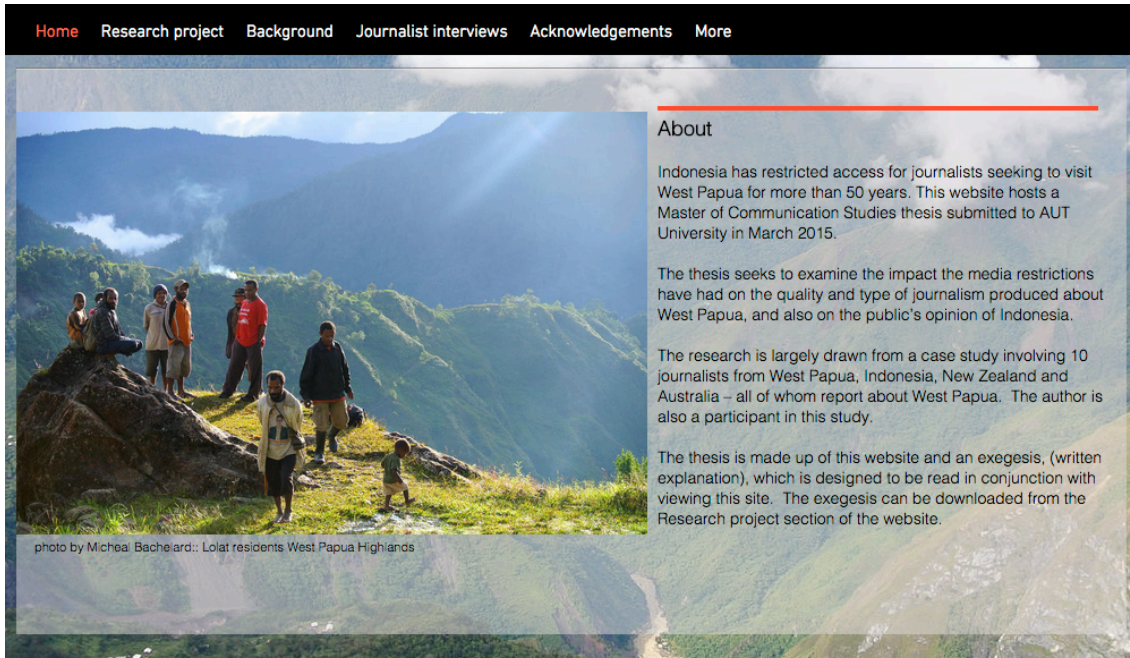 Home Research project Background Journalist interviews Acknowledgements More
About
Indonesia has restricted access for journalists seeking to visit
West Papua for more than 50 years. This website hosts a
Master of Communication Studies thesis submitted to AUT
University in March 2015.
The thesis seeks to examine the impact the media restrictions
have had on the quality and type of journalism produced about
West Papua, and also on the public's opinion of Indonesia.
The research is largely drawn from a case study involving 10
journalists from West Papua, Indonesia, New Zealand and
Australia – all of whom report about West Papua.  The author is
also a participant in this study.
The thesis is made up of this website and an exegesis, (written
explanation), which is designed to be read in conjunction with
viewing this site.  The exegesis can be downloaded from the
Research project section of the website.
photo by Micheal Bachelard:: Lolat residents West Papua Highlands